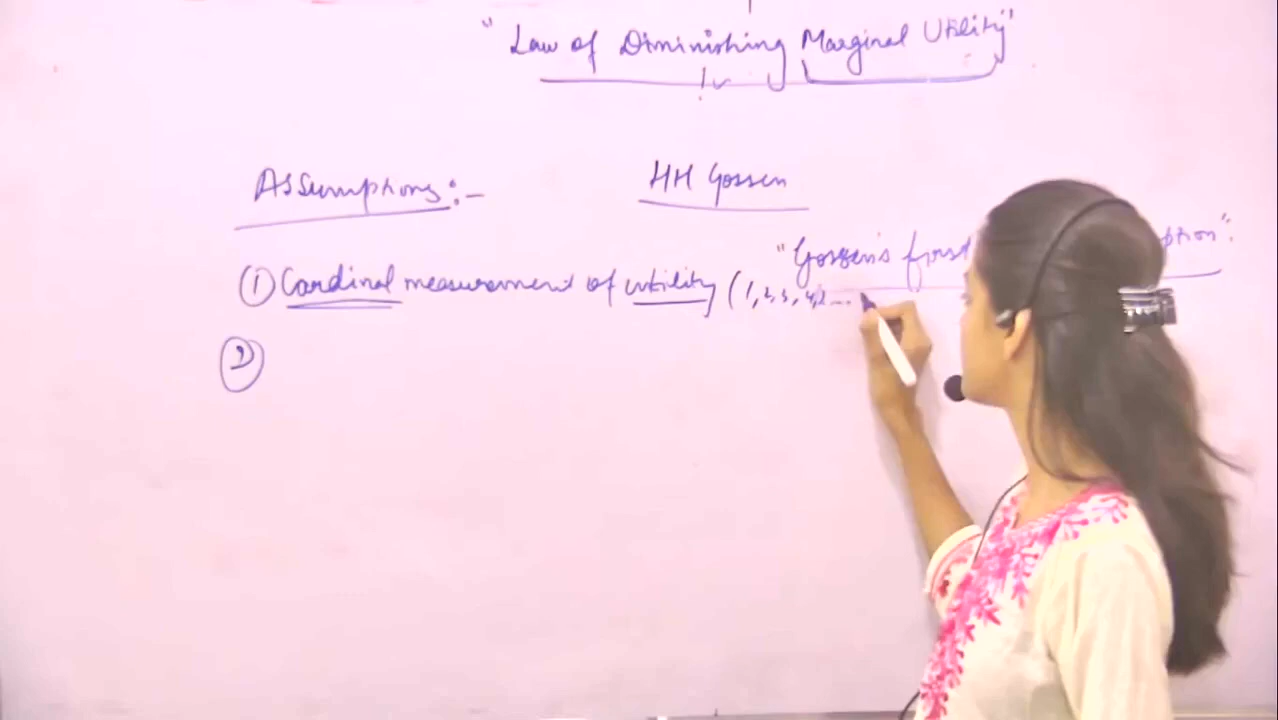 "Law of Diminishing Marginal Utility"
Assumptions:-
HH Gossen
"Gossen's first ption".
① Cardinal measurement of utility (1,2,3,4,
②